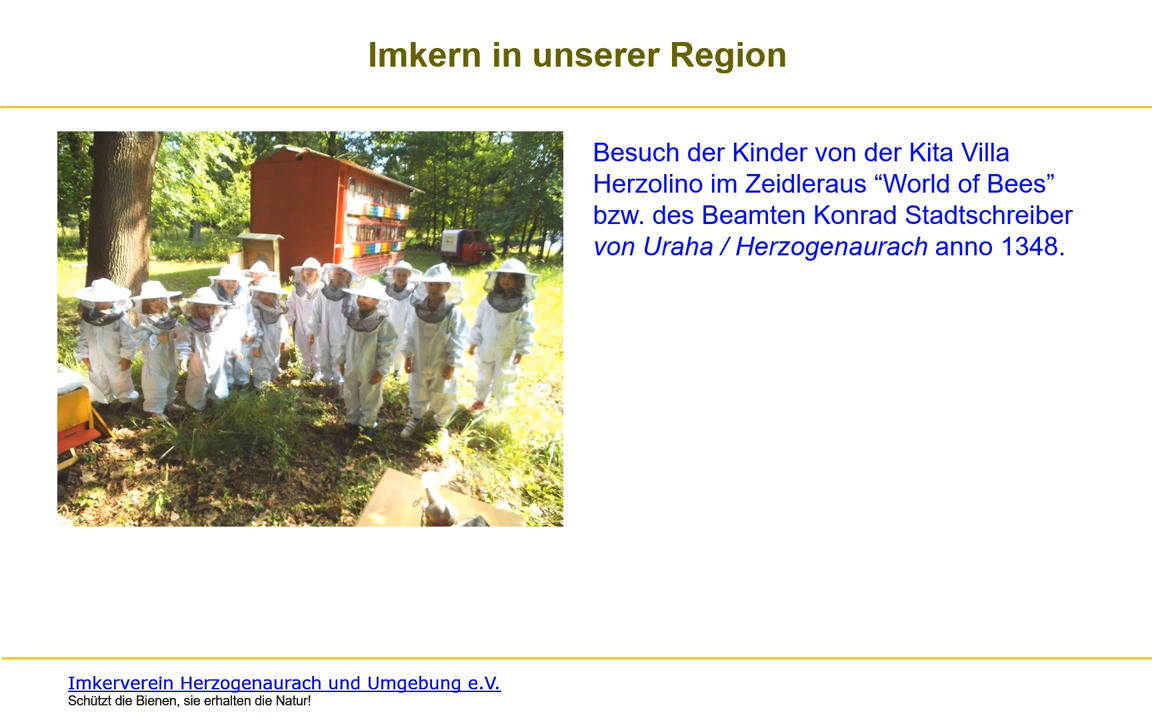 Imkern in unserer Region
Besuch der Kinder von der Kita Villa
Herzolino im Zeidleraus “World of Bees”
bzw. des Beamten Konrad Stadtschreiber
von Uraha / Herzogenaurach anno 1348.
Imkerverein Herzogenaurach und Umgebung e.V.
Schützt die Bienen, sie erhalten die Natur!